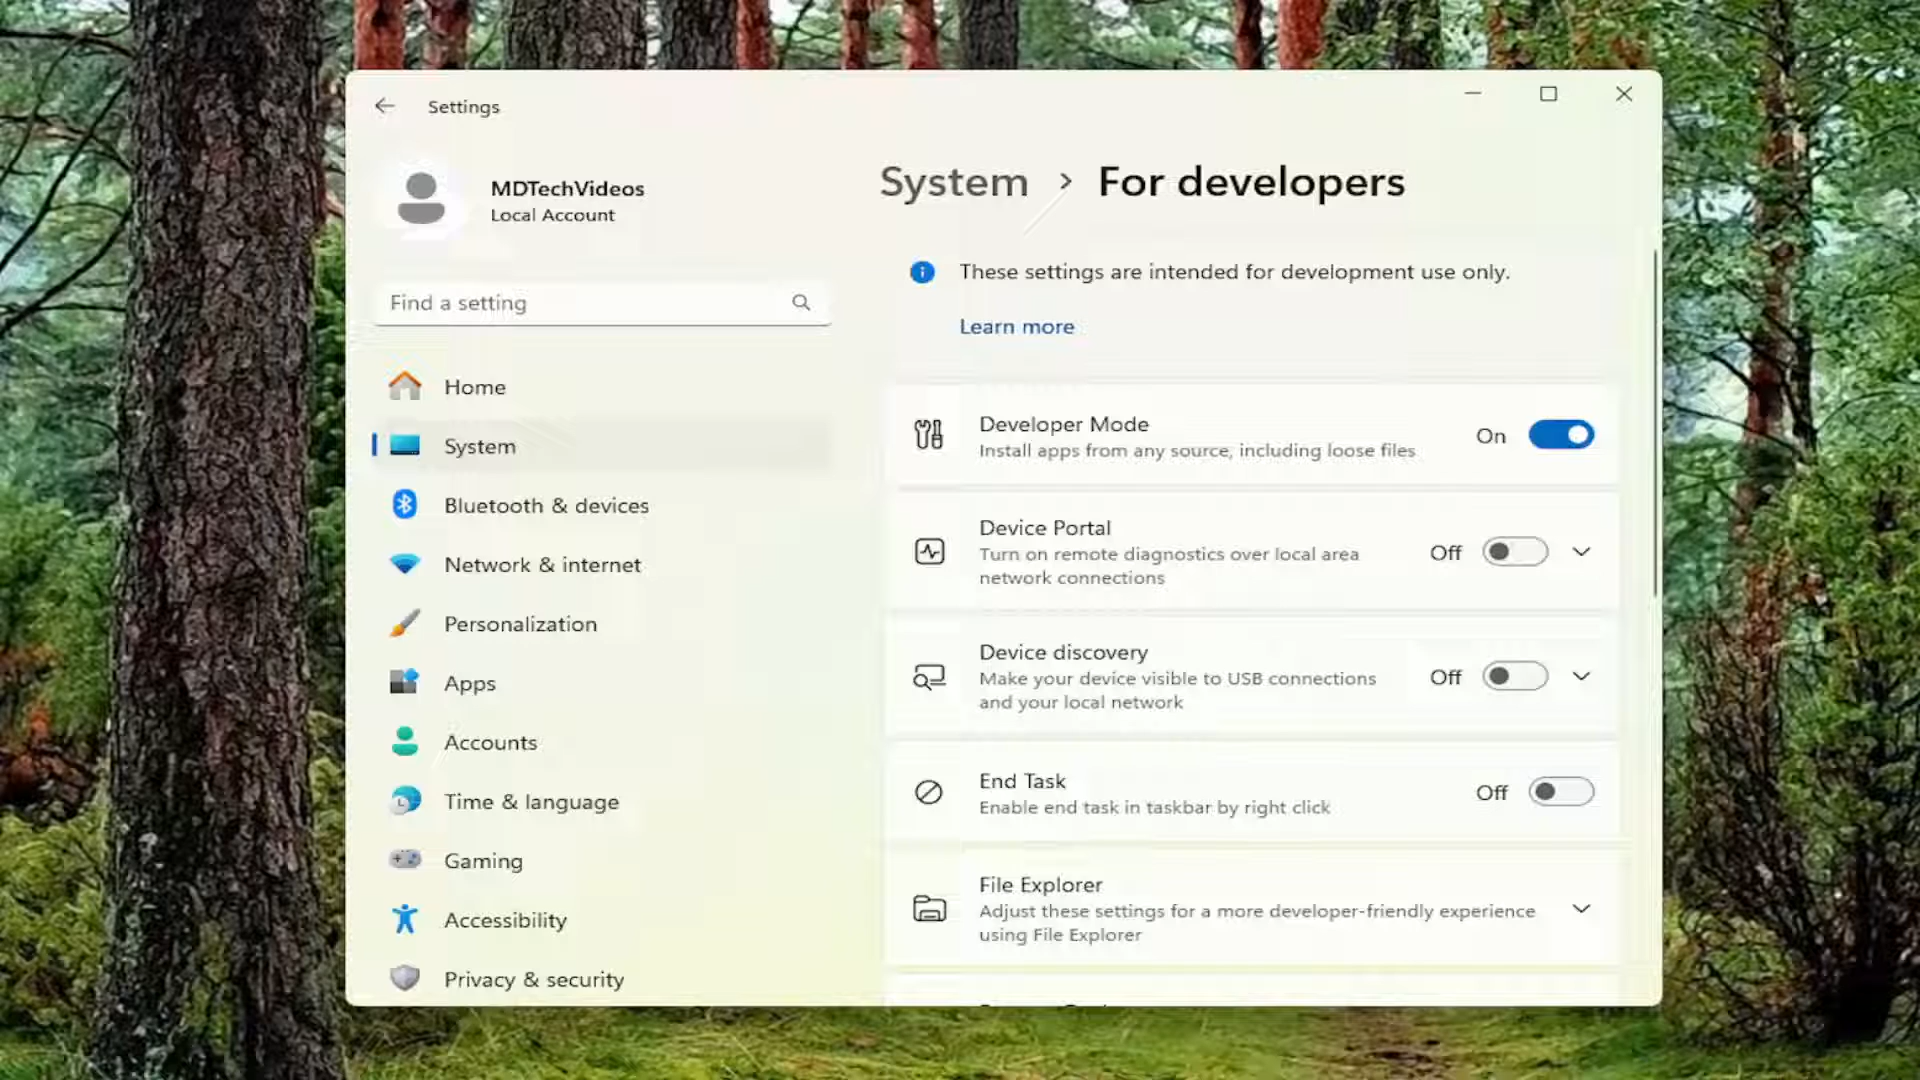 Settings
MDTechVideos
Local Account
Find a setting
Home
System
Bluetooth & devices
Network & internet
Personalization
Apps
Accounts
Time & language
Gaming
Accessibility
Privacy & security
System > For developers
These settings are intended for development use only.
Learn more
Developer Mode
Install apps from any source, including loose files
On
Device Portal
Turn on remote diagnostics over local area
network connections
Off
Device discovery
Make your device visible to USB connections
and your local network
Off
End Task
Enable end task in taskbar by right click
Off
File Explorer
Adjust these settings for a more developer-friendly experience
using File Explorer